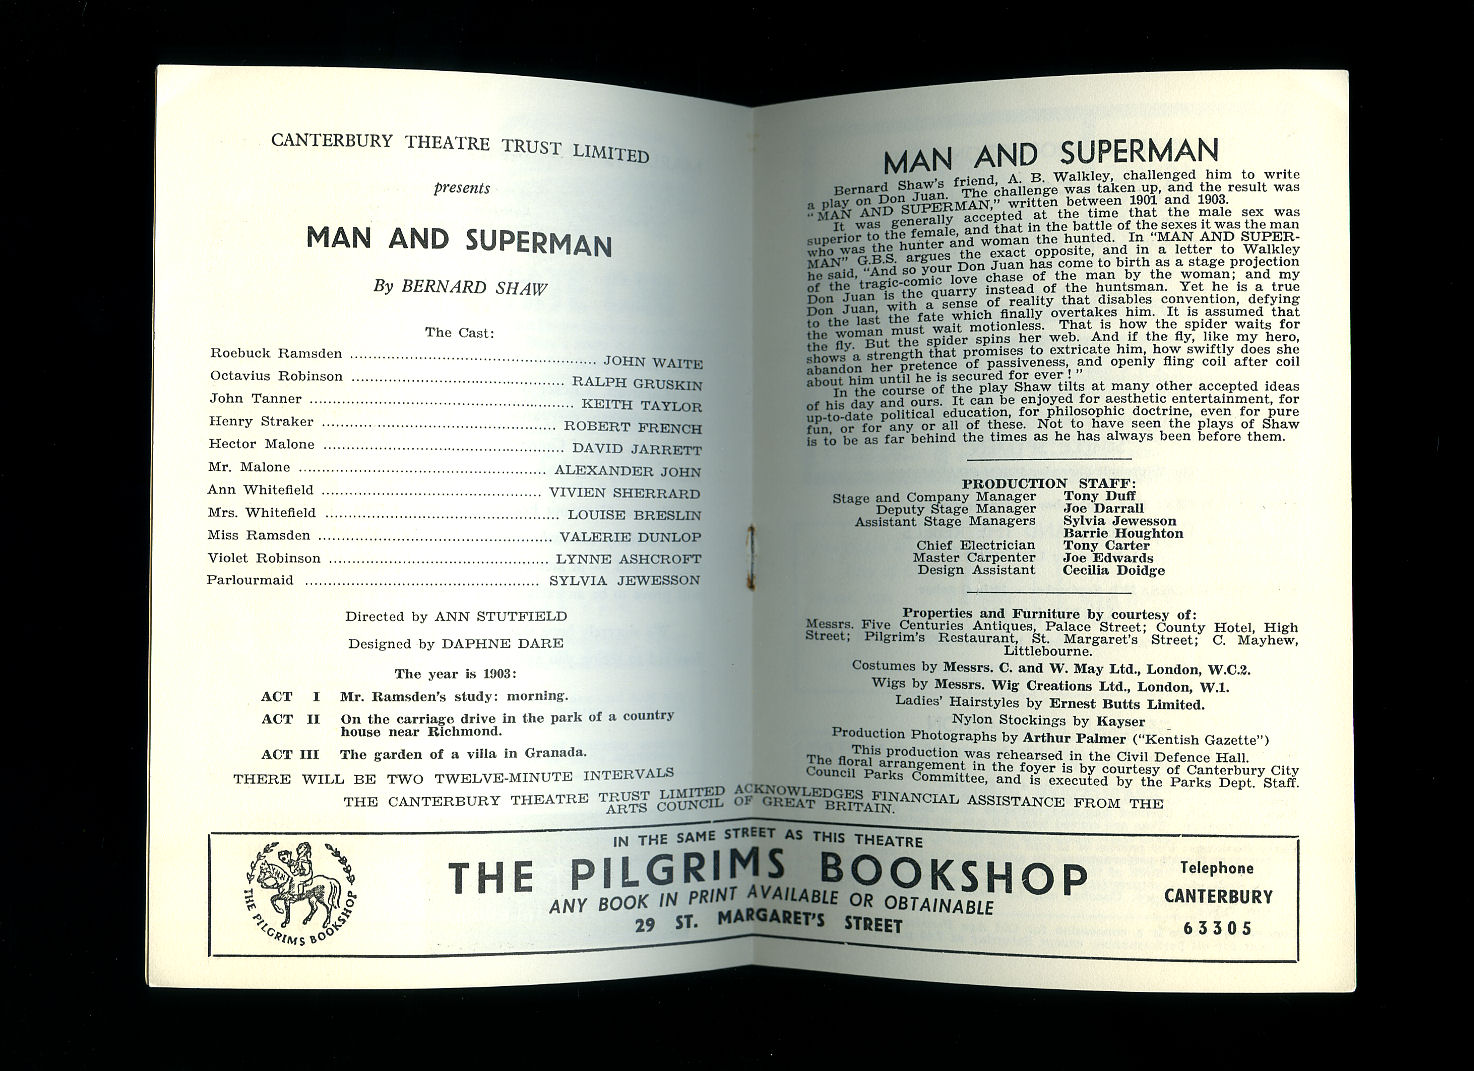 CANTERBURY THEATRE TRUST LIMITED
presents
MAN AND SUPERMAN
By BERNARD SHAW
The Cast:
Roebuck Ramsden ........................................................ JOHN WAITE
Octavius Robinson ................................................ RALPH GRUSKIN
John Tanner ............................................................ KEITH TAYLOR
Henry Straker ..................................................... ROBERT FRENCH
Hector Malone ..................................................... DAVID JARRETT
Mr. Malone ........................................................ ALEXANDER JOHN
Ann Whitefield ................................................. VIVIEN SHERRARD
Mrs. Whitefield .................................................... LOUISE BRESLIN
Miss Ramsden .................................................... VALERIE DUNLOP
Violet Robinson .................................................. LYNNE ASHCROFT
Parlourmaid ..................................................... SYLVIA JEWESSON
Directed by ANN STUTFIELD
Designed by DAPHNE DARE
The year is 1903:
ACT I Mr. Ramsden's study: morning.
ACT II On the carriage drive in the park of a country
house near Richmond.
ACT III The garden of a villa in Granada.
THERE WILL BE TWO TWELVE-MINUTE INTERVALS
MAN AND SUPERMAN
Bernard Shaw's friend, A. B. Walkley, challenged him to write
a play on Don Juan. The challenge was taken up, and the result was
"MAN AND SUPERMAN," written between 1901 and 1903.
It was generally accepted at the time that the male sex was
superior to the female, and that in the battle of the sexes it was the man
who was the hunter and woman the hunted. In "MAN AND SUPER-
MAN" G.B.S. argues the exact opposite, and in a letter to Walkley
he said, "And so your Don Juan has come to birth as a stage projection
of the tragic-comic love chase of the man by the woman; and my
Don Juan is the quarry instead of the huntsman. Yet he is a true
Don Juan, with a sense of reality that disables convention, defying
to the last the fate which finally overtakes him. It is assumed that
the woman must wait motionless. That is how the spider waits for
the fly. But the spider spins her web. And if the fly, like my hero,
shows a strength that promises to extricate him, how swiftly does she
abandon her pretence of passiveness, and openly fling coil after coil
about him until he is secured for ever ! "
In the course of the play Shaw tilts at many other accepted ideas
of his day and ours. It can be enjoyed for aesthetic entertainment, for
up-to-date political education, for philosophic doctrine, even for pure
fun, or for any or all of these. Not to have seen the plays of Shaw
is to be as far behind the times as he has always been before them.
PRODUCTION STAFF:
Stage and Company Manager Tony Duff
Deputy Stage Manager Joe Darrall
Assistant Stage Managers Sylvia Jewesson
Barrie Houghton
Chief Electrician Tony Carter
Master Carpenter Joe Edwards
Design Assistant Cecilia Doidge
Properties and Furniture by courtesy of:
Messrs. Five Centuries Antiques, Palace Street; County Hotel, High
Street; Pilgrim's Restaurant, St. Margaret's Street; C. Mayhew,
Littlebourne.
Costumes by Messrs. C. and W. May Ltd., London, W.C.2.
Wigs by Messrs. Wig Creations Ltd., London, W.1.
Ladies' Hairstyles by Ernest Butts Limited.
Nylon Stockings by Kayser
Production Photographs by Arthur Palmer ("Kentish Gazette")
This production was rehearsed in the Civil Defence Hall.
The floral arrangement in the foyer is by courtesy of Canterbury City
Council Parks Committee, and is executed by the Parks Dept. Staff.
THE CANTERBURY THEATRE TRUST LIMITED ACKNOWLEDGES FINANCIAL ASSISTANCE FROM THE
ARTS COUNCIL OF GREAT BRITAIN.
THE PILGRIMS BOOKSHOP
IN THE SAME STREET AS THIS THEATRE
THE PILGRIMS BOOKSHOP
ANY BOOK IN PRINT AVAILABLE OR OBTAINABLE
29 ST. MARGARET'S STREET
Telephone
CANTERBURY
63305